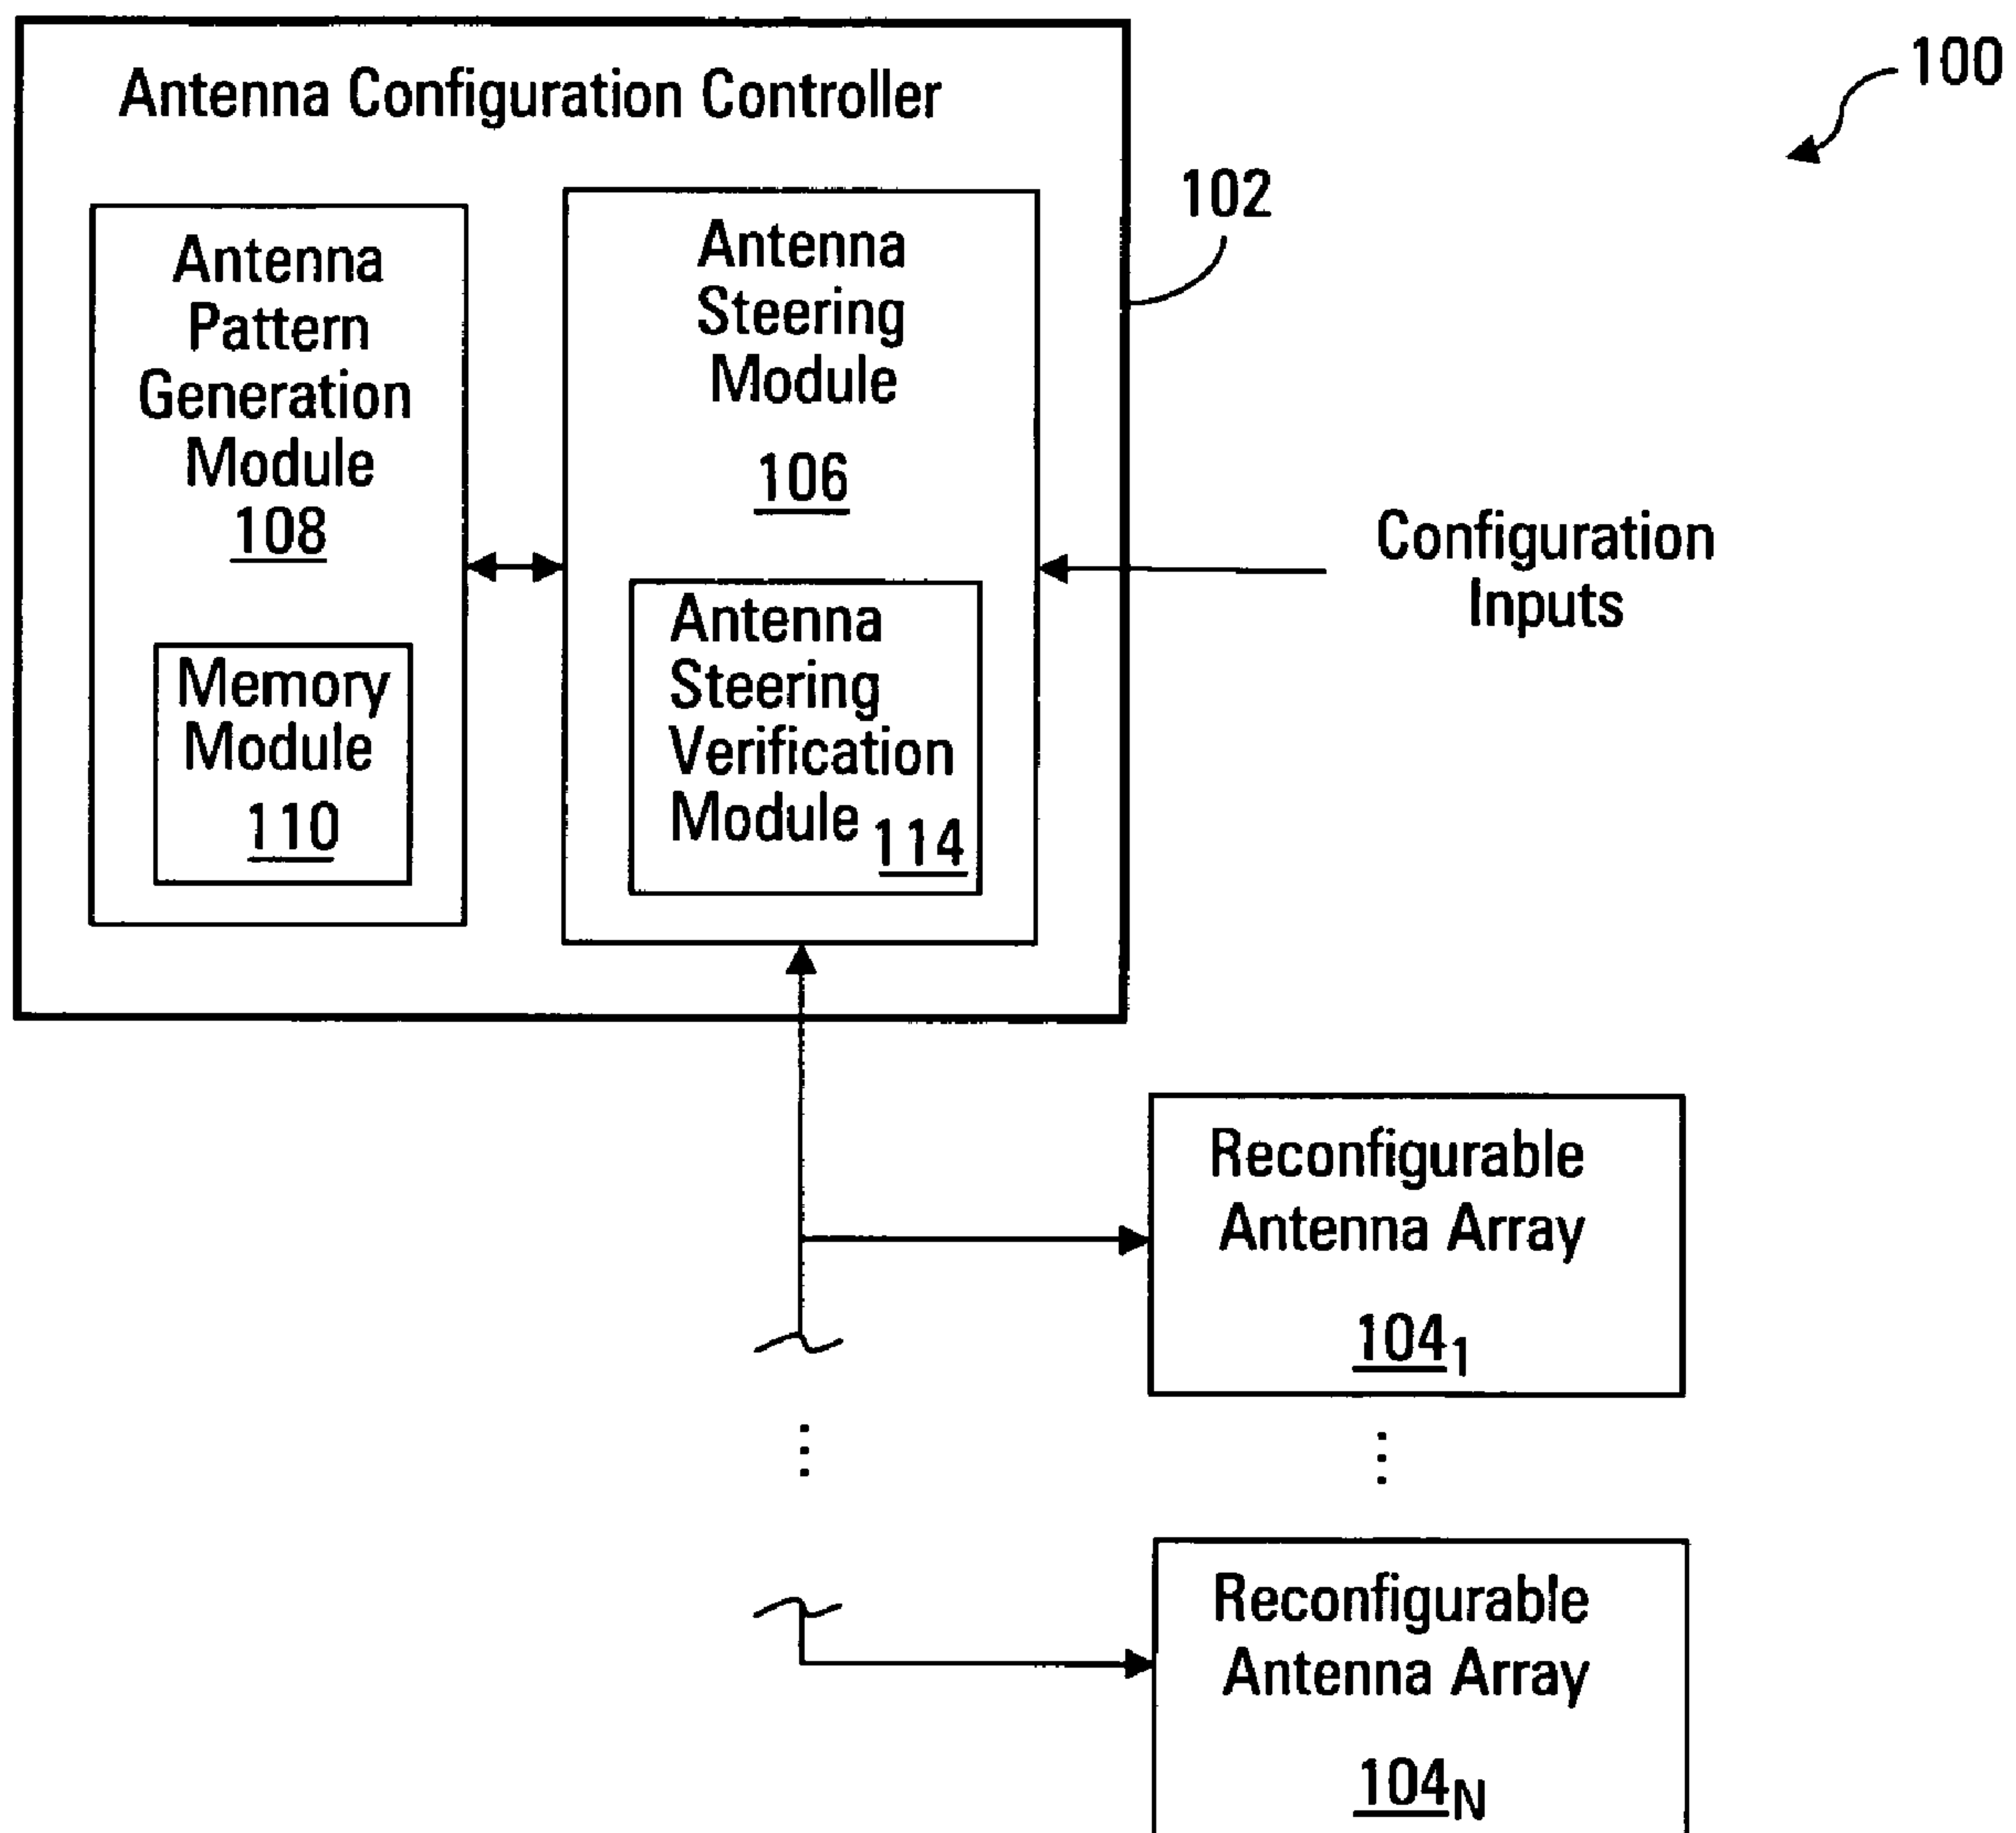 Antenna Configuration Controller
100
102
Antenna
Pattern
Generation
Module
108
Memory
Module
110
Antenna
Steering
Module
106
Antenna
Steering
Verification
Module 114
Configuration
Inputs
Reconfigurable
Antenna Array
104₁
⋮
⋮
Reconfigurable
Antenna Array
104N